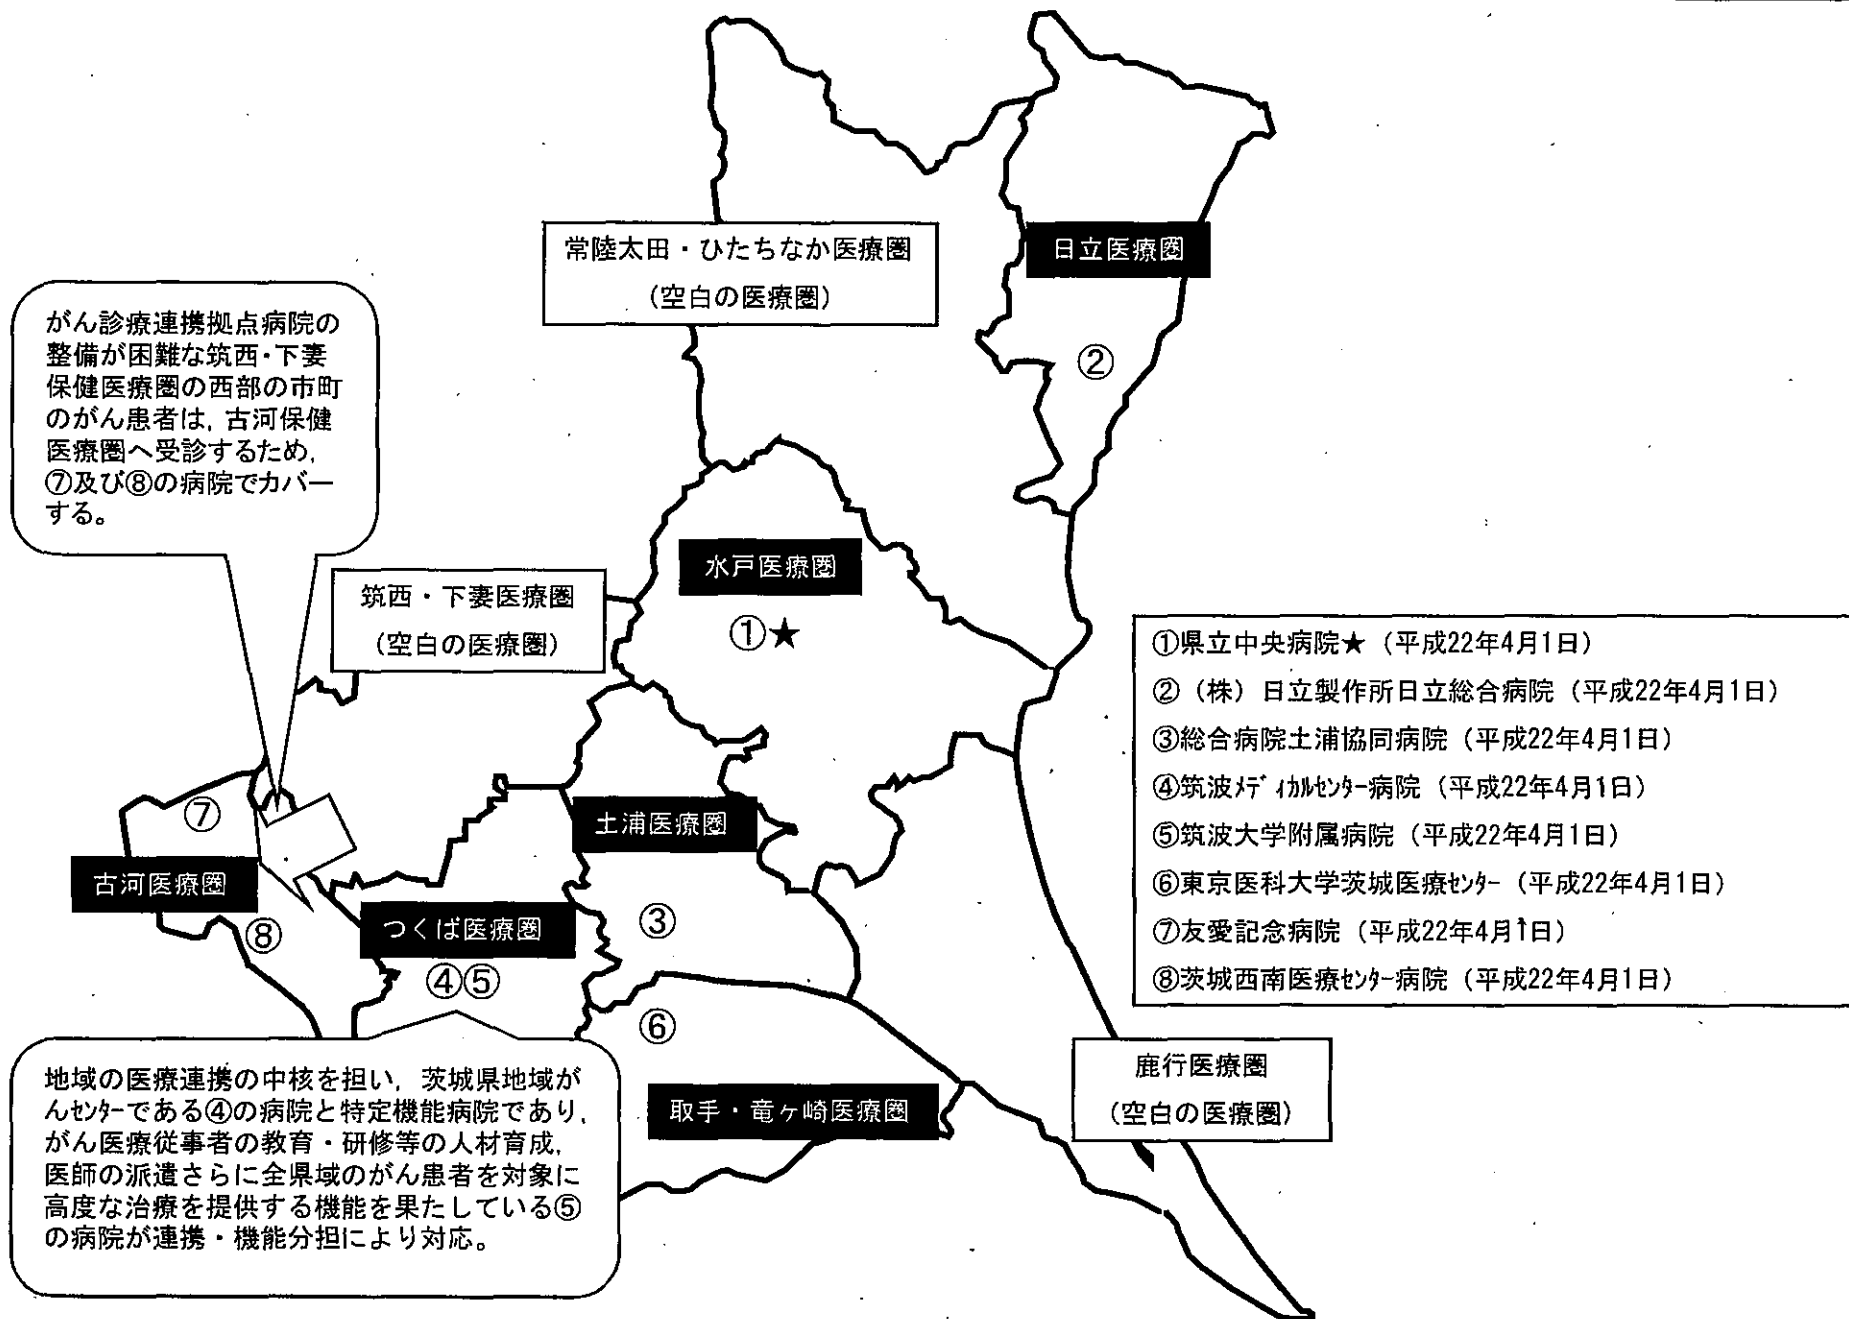 常陸太田・ひたちなか医療圏
(空白の医療圏)
日立医療圏
②
がん診療連携拠点病院の
整備が困難な筑西・下妻
保健医療圏の西部の市町
のがん患者は，古河保健
医療圏へ受診するため，
⑦及び⑧の病院でカバー
する。
筑西・下妻医療圏
(空白の医療圏)
水戸医療圏
①★
①県立中央病院★（平成22年4月1日）
②（株）日立製作所日立総合病院（平成22年4月1日）
③総合病院土浦協同病院（平成22年4月1日）
④筑波ﾒﾃﾞｨｶﾙｾﾝﾀｰ病院（平成22年4月1日）
⑤筑波大学附属病院（平成22年4月1日）
⑥東京医科大学茨城医療ｾﾝﾀｰ（平成22年4月1日）
⑦友愛記念病院（平成22年4月1日）
⑧茨城西南医療ｾﾝﾀｰ病院（平成22年4月1日）
⑦
古河医療圏
⑧
土浦医療圏
③
つくば医療圏
④⑤
⑥
取手・竜ヶ崎医療圏
鹿行医療圏
(空白の医療圏)
地域の医療連携の中核を担い，茨城県地域が
んｾﾝﾀｰである④の病院と特定機能病院であり，
がん医療従事者の教育・研修等の人材育成，
医師の派遣さらに全県域のがん患者を対象に
高度な治療を提供する機能を果たしている⑤
の病院が連携・機能分担により対応。